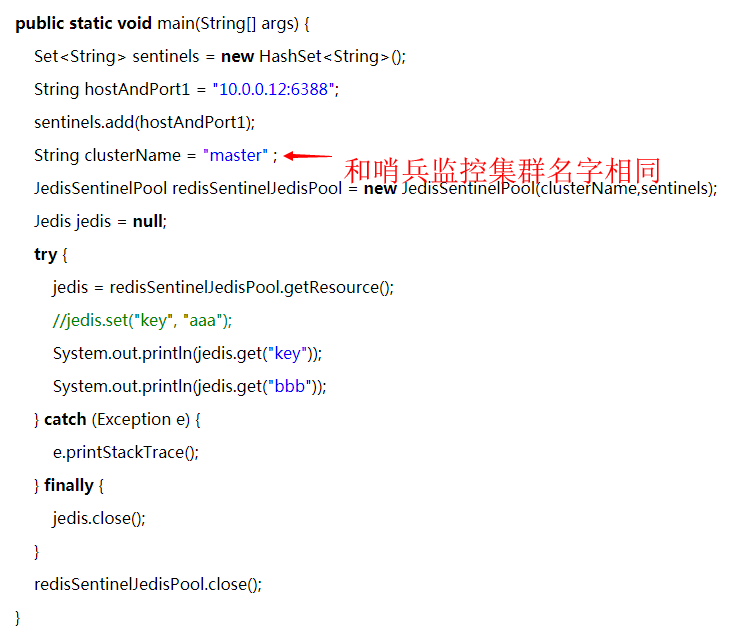 public static void main(String[] args) {
Set<String> sentinels = new HashSet<String>();
String hostAndPort1 = "10.0.0.12:6388";
sentinels.add(hostAndPort1);
String clusterName = "master" ;
和哨兵监控集群名字相同
JedisSentinelPool redisSentinelJedisPool = new JedisSentinelPool(clusterName,sentinels);
Jedis jedis = null;
try {
jedis = redisSentinelJedisPool.getResource();
//jedis.set("key", "aaa");
System.out.println(jedis.get("key"));
System.out.println(jedis.get("bbb"));
} catch (Exception e) {
e.printStackTrace();
} finally {
jedis.close();
}
redisSentinelJedisPool.close();
}